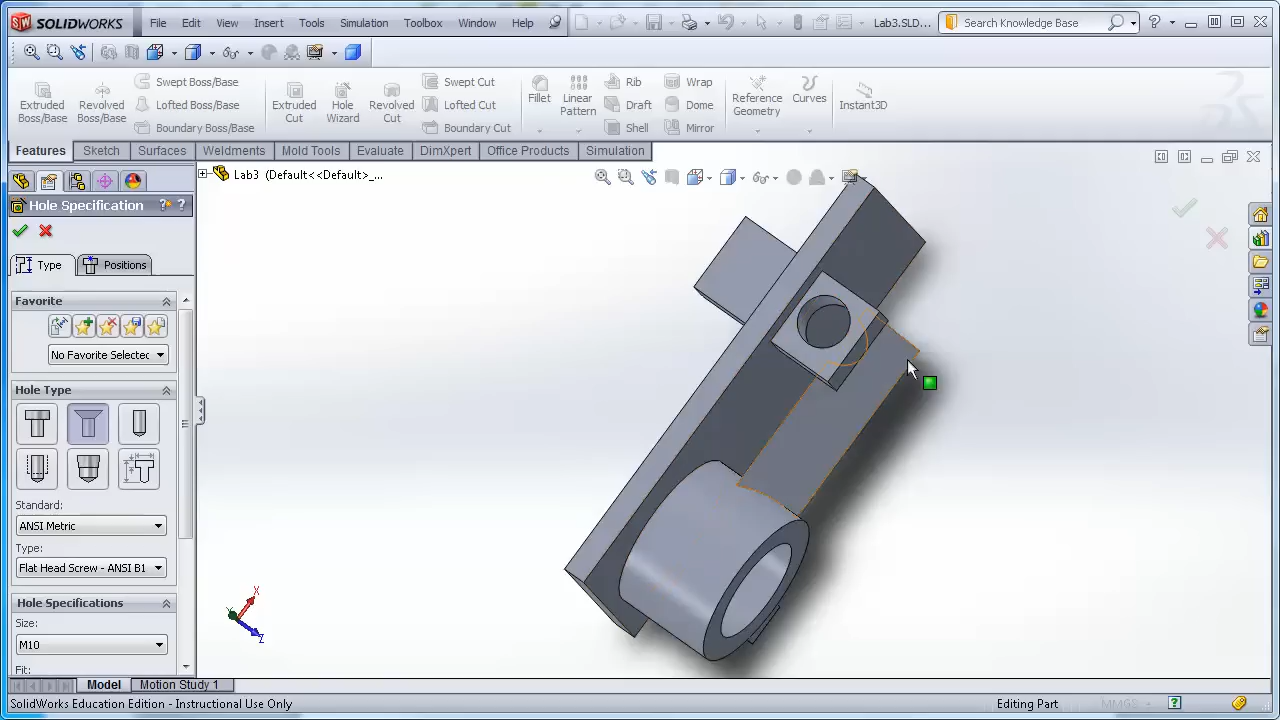 SOLIDWORKS File Edit View Insert Tools Simulation Toolbox Window Help Lab3.SLD... Search Knowledge Base
Extruded Boss/Base
Revolved Boss/Base
Swept Boss/Base
Lofted Boss/Base
Boundary Boss/Base
Extruded Cut
Hole Wizard
Revolved Cut
Swept Cut
Lofted Cut
Boundary Cut
Fillet
Linear Pattern
Rib
Draft
Shell
Wrap
Dome
Mirror
Reference Geometry
Curves
Instant3D
Features Sketch Surfaces Weldments Mold Tools Evaluate DimXpert Office Products Simulation
Lab3 (Default<<Default>_...
Hole Specification
Type Positions
Favorite
No Favorite Selectec
Hole Type
Standard:
ANSI Metric
Type:
Flat Head Screw - ANSI B1
Hole Specifications
Size:
M10
Fit:
X
Y
Z
Model Motion Study 1
SolidWorks Education Edition - Instructional Use Only Editing Part MMGS